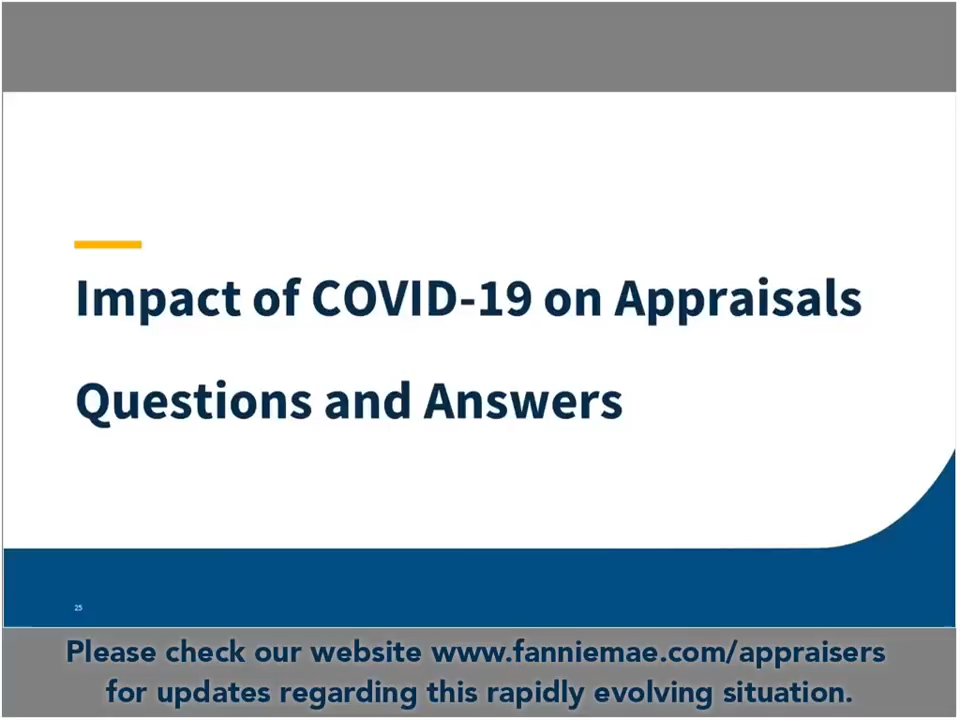 Impact of COVID-19 on Appraisals
Questions and Answers
25
Please check our website www.fanniemae.com/appraisers
for updates regarding this rapidly evolving situation.